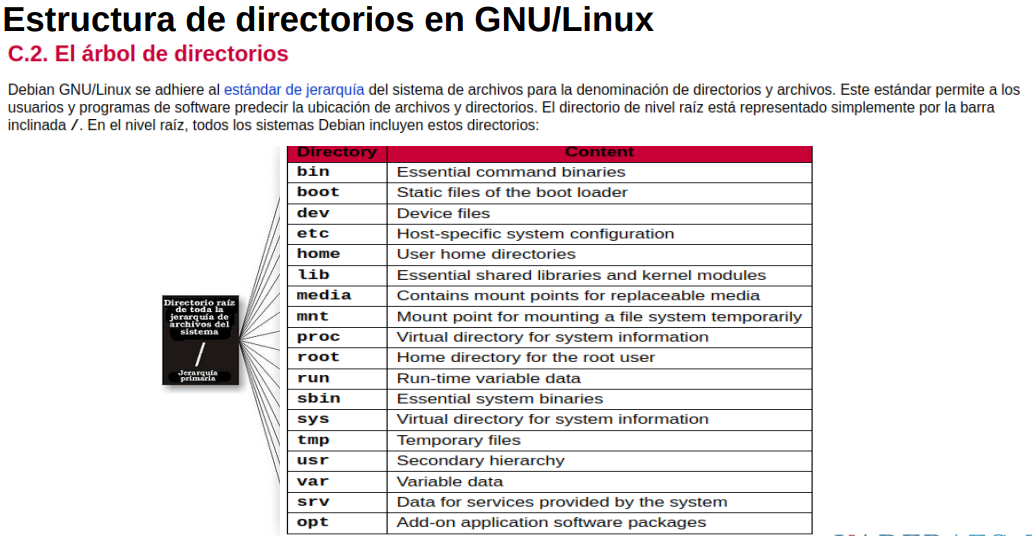 Estructura de directorios en GNU/Linux
C.2. El árbol de directorios
Debian GNU/Linux se adhiere al estándar de jerarquía del sistema de archivos para la denominación de directorios y archivos. Este estándar permite a los
usuarios y programas de software predecir la ubicación de archivos y directorios. El directorio de nivel raíz está representado simplemente por la barra
inclinada /. En el nivel raíz, todos los sistemas Debian incluyen estos directorios:
Directorio raíz
de toda la
jerarquía de
archivos del
sistema
/
Jerarquía
primaria
Directory Content
bin Essential command binaries
boot Static files of the boot loader
dev Device files
etc Host-specific system configuration
home User home directories
lib Essential shared libraries and kernel modules
media Contains mount points for replaceable media
mnt Mount point for mounting a file system temporarily
proc Virtual directory for system information
root Home directory for the root user
run Run-time variable data
sbin Essential system binaries
sys Virtual directory for system information
tmp Temporary files
usr Secondary hierarchy
var Variable data
srv Data for services provided by the system
opt Add-on application software packages